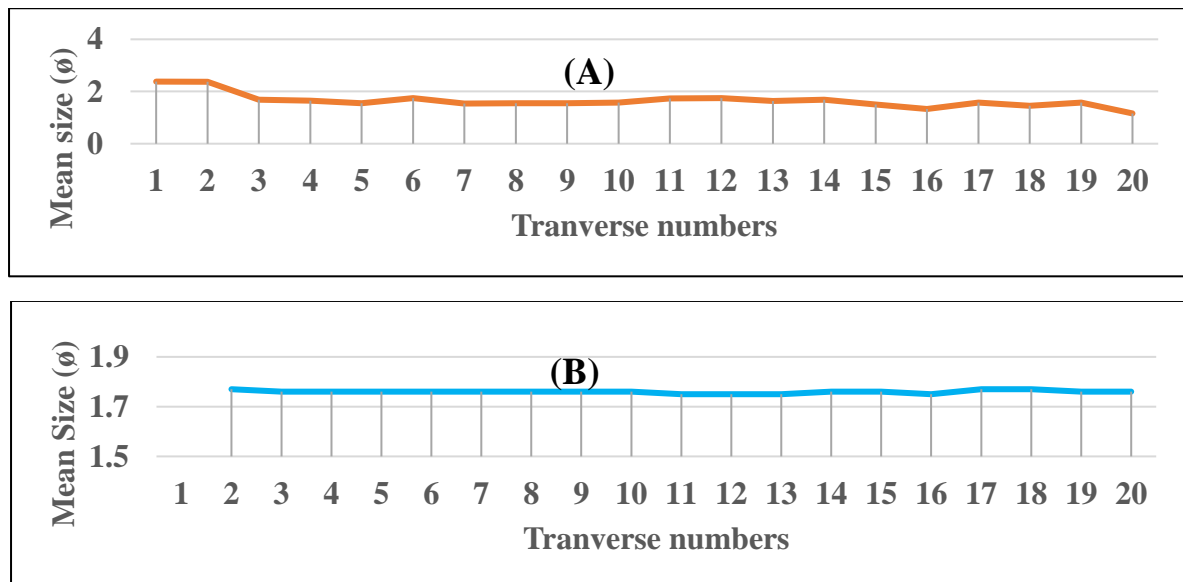 Mean size (ø)
4
2
0
(A)
1 2 3 4 5 6 7 8 9 10 11 12 13 14 15 16 17 18 19 20
Tranverse numbers
Mean Size (ø)
1.9
1.7
1.5
(B)
1 2 3 4 5 6 7 8 9 10 11 12 13 14 15 16 17 18 19 20
Tranverse numbers